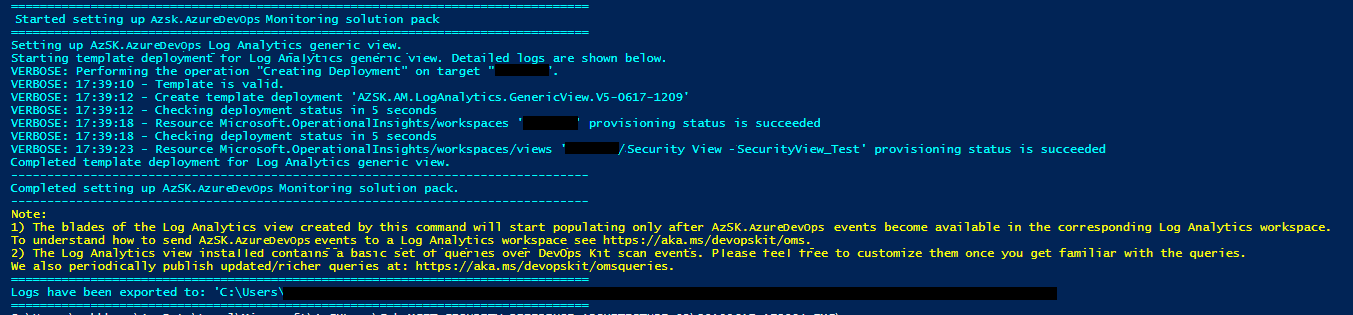 ================================================================================
Started setting up Azsk.AzureDevOps Monitoring solution pack
================================================================================
Setting up AzSK.AzureDevOps Log Analytics generic view.
Starting template deployment for Log Analytics generic view. Detailed logs are shown below.
VERBOSE: Performing the operation "Creating Deployment" on target " ".
VERBOSE: 17:39:10 - Template is valid.
VERBOSE: 17:39:12 - Create template deployment 'AZSK.AM.LogAnalytics.GenericView.V5-0617-1209'
VERBOSE: 17:39:12 - Checking deployment status in 5 seconds
VERBOSE: 17:39:18 - Resource Microsoft.OperationalInsights/workspaces ' ' provisioning status is succeeded
VERBOSE: 17:39:18 - Checking deployment status in 5 seconds
VERBOSE: 17:39:23 - Resource Microsoft.OperationalInsights/workspaces/views ' /Security View -SecurityView_Test' provisioning status is succeeded
Completed template deployment for Log Analytics generic view.
--------------------------------------------------------------------------------
Completed setting up AzSK.AzureDevOps Monitoring solution pack.
--------------------------------------------------------------------------------
Note:
1) The blades of the Log Analytics view created by this command will start populating only after AzSK.AzureDevOps events become available in the corresponding Log Analytics workspace.
To understand how to send AzSK.AzureDevOps events to a Log Analytics workspace see https://aka.ms/devopskit/oms.
2) The Log Analytics view installed contains a basic set of queries over DevOps Kit scan events. Please feel free to customize them once you get familiar with the queries.
We also periodically publish updated/richer queries at: https://aka.ms/devopskit/omsqueries.
================================================================================
Logs have been exported to: 'C:\Users\
================================================================================